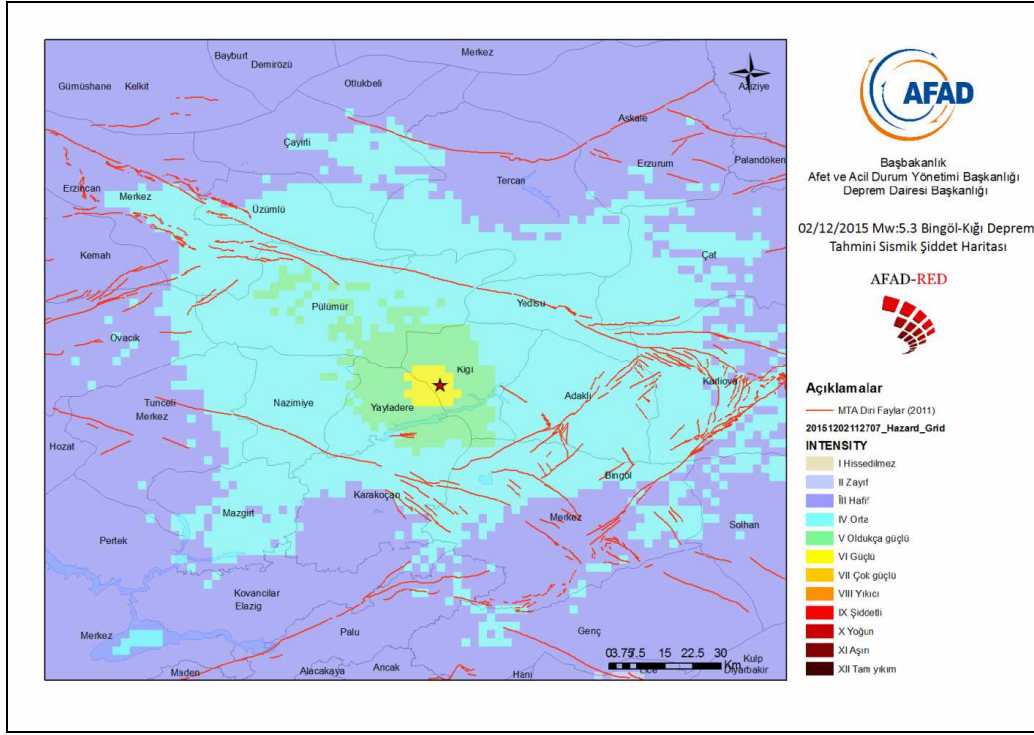 Merkez
Bayburt
Demirözü
Gümüshane
Kelkit
Otlukbeli
Aziziye
Askale
Çayirli
Erzurum
Palandöken
Tercan
Erzincan
Merkez
Üzümlü
Kemah
Çat
Pülümür
Yedisu
Ovacik
Kigi
Karliova
Tunceli
Merkez
Nazimiye
Yayladere
Adakli
Hozat
Bingöl
Karakoçan
Mazgirt
Merkez
Solhan
Pertek
Kovancilar
Elazig
Merkez
Palu
Genç
Maden
Alacakaya
Aricak
Hani
Lice
Kulp
Diyarbakir
0 3.75 7.5 15 22.5 30
Km
AFAD
Başbakanlık
Afet ve Acil Durum Yönetimi Başkanlığı
Deprem Dairesi Başkanlığı
02/12/2015 Mw:5.3 Bingöl-Kığı Deprem
Tahmini Sismik Şiddet Haritası
AFAD-RED
Açıklamalar
MTA Diri Faylar (2011)
20151202112707_Hazard_Grid
INTENSITY
I Hissedilmez
II Zayıf
III Hafif
IV Orta
V Oldukça güçlü
VI Güçlü
VII Çok güçlü
VIII Yıkıcı
IX Şiddetli
X Yoğun
XI Aşırı
XII Tam yıkım